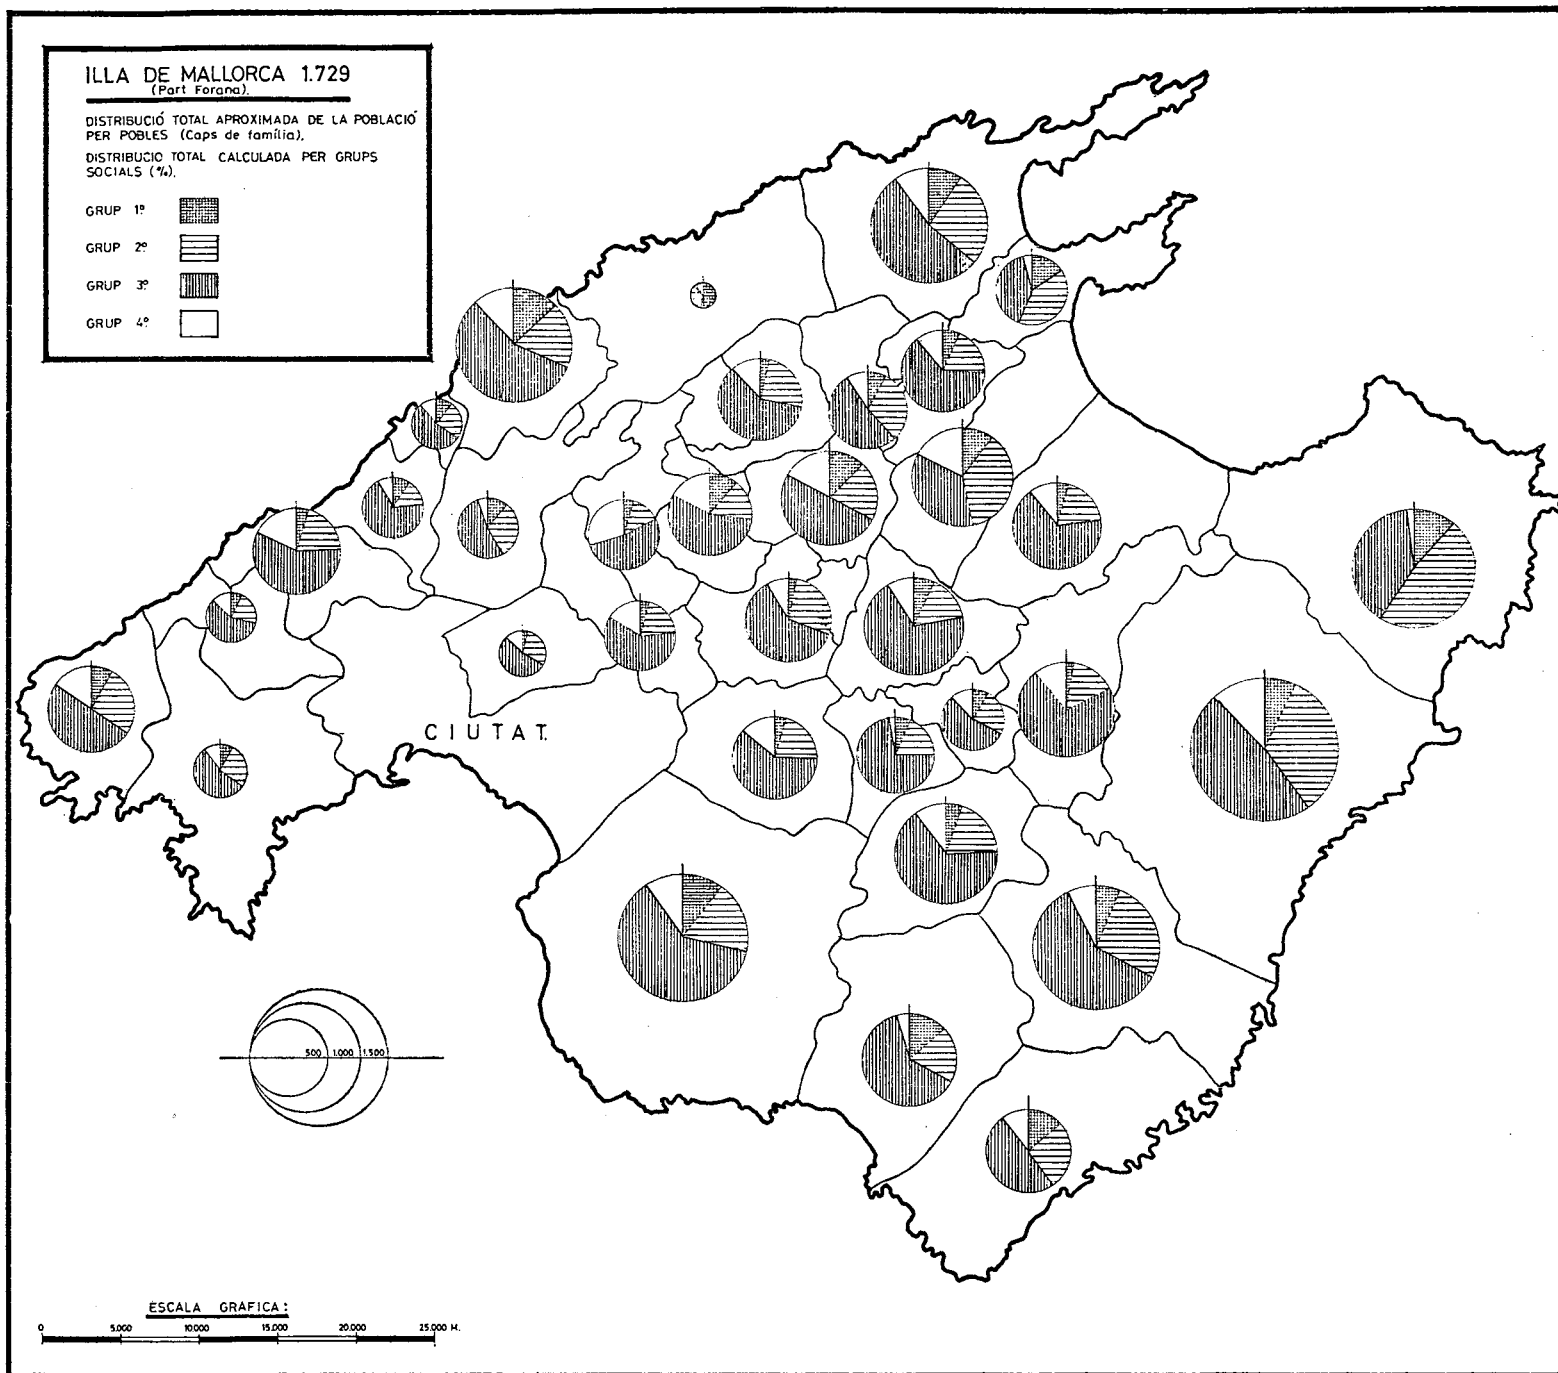 ILLA DE MALLORCA 1.729
(Part Forana).
DISTRIBUCIÓ TOTAL APROXIMADA DE LA POBLACIÓ
PER POBLES (Caps de família).
DISTRIBUCIO TOTAL CALCULADA PER GRUPS
SOCIALS (%).
GRUP 1º
GRUP 2º
GRUP 3º
GRUP 4º
CIUTAT.
500 1.000 1.500
ESCALA GRAFICA:
0 5.000 10.000 15.000 20.000 25.000 M.